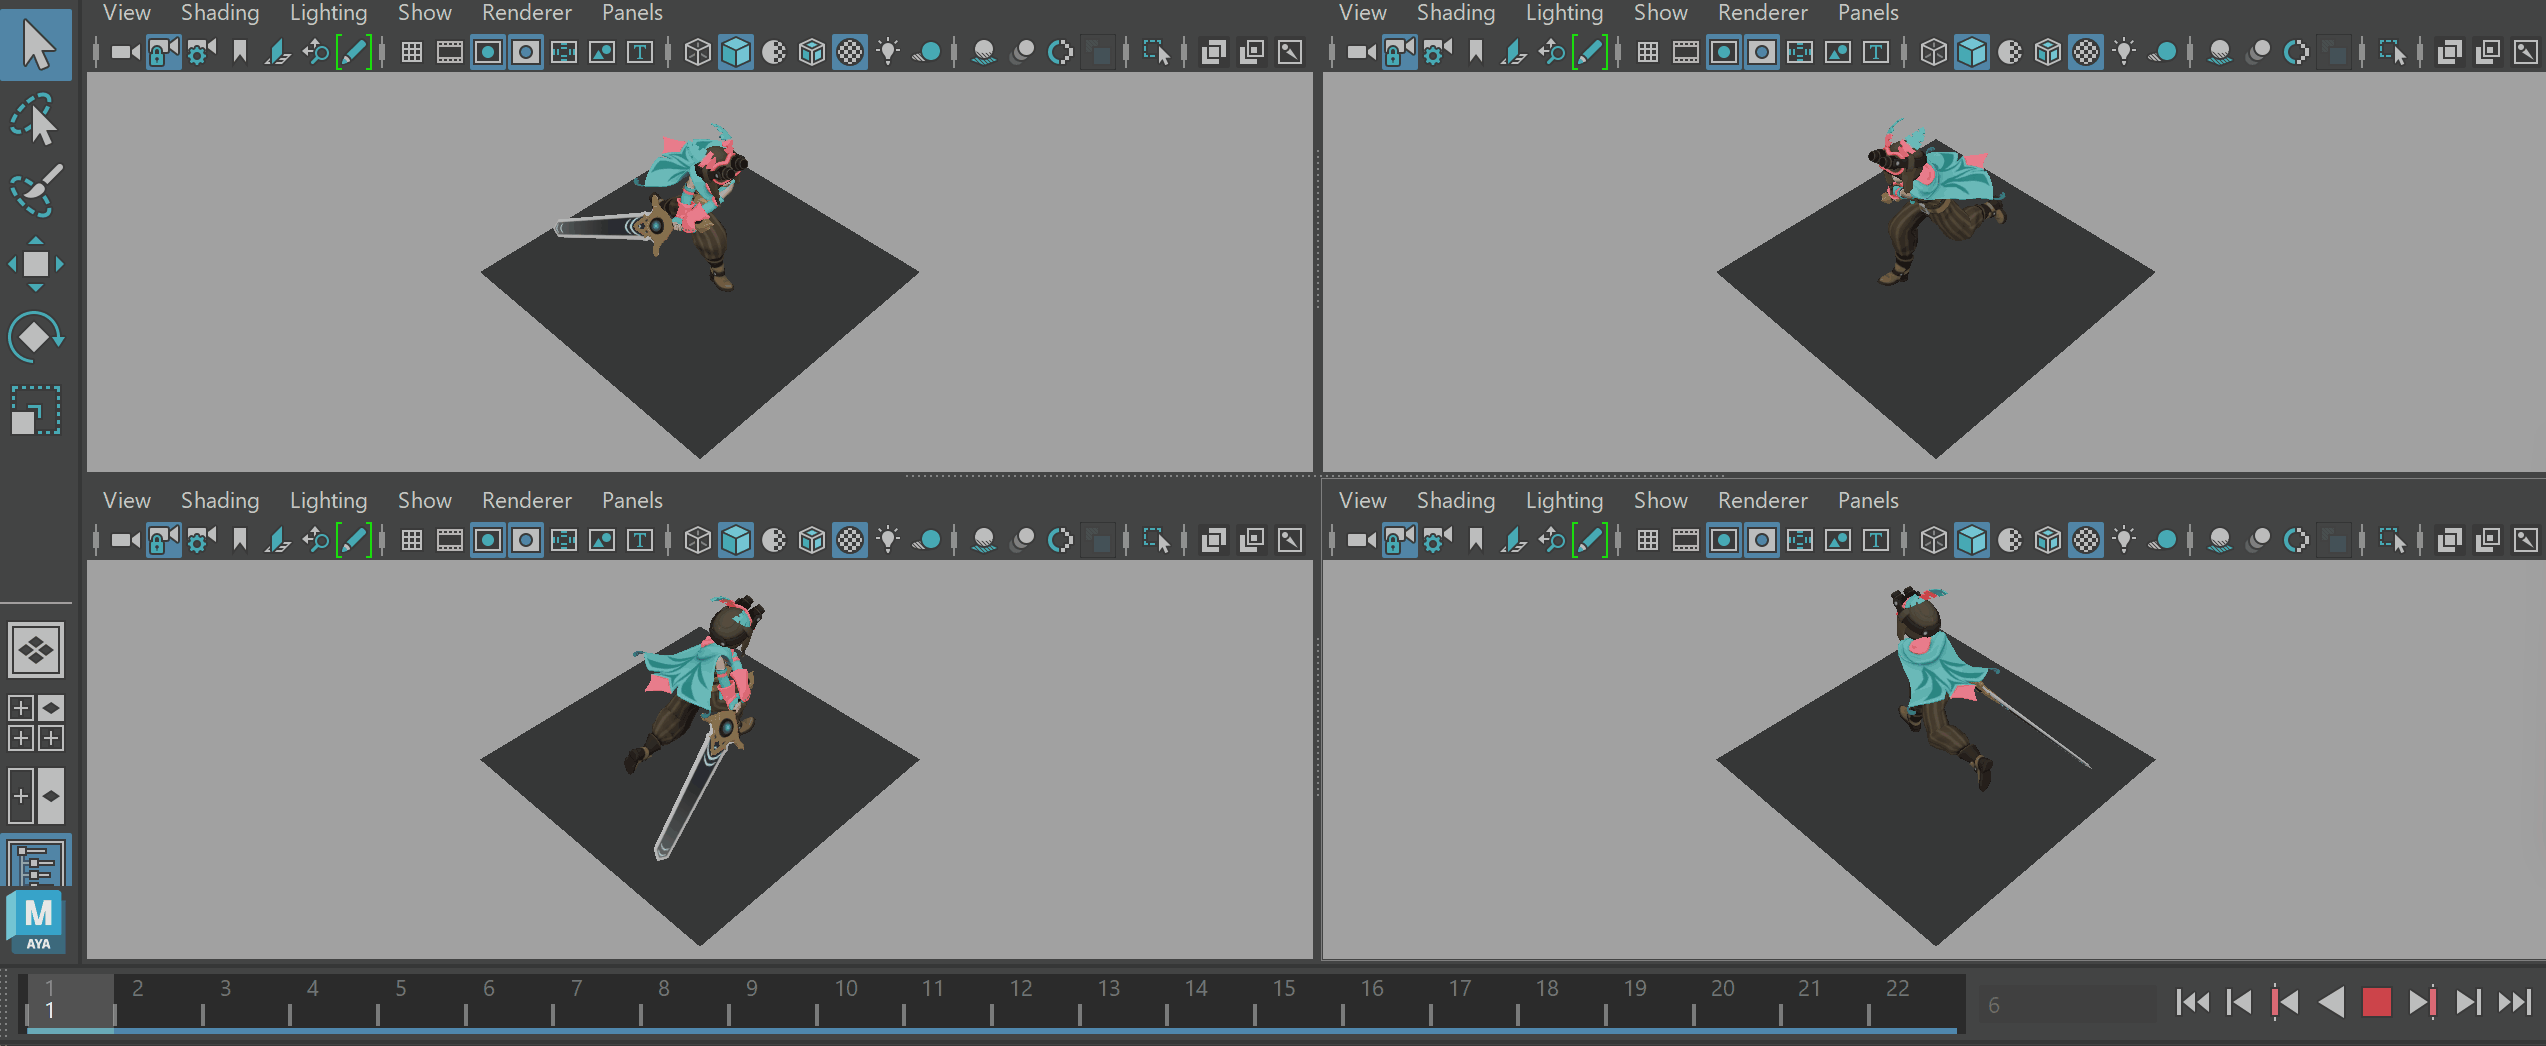 View Shading Lighting Show Renderer Panels
View Shading Lighting Show Renderer Panels
T
T
View Shading Lighting Show Renderer Panels
View Shading Lighting Show Renderer Panels
T
T
M
AYA
1 2 3 4 5 6 7 8 9 10 11 12 13 14 15 16 17 18 19 20 21 22
1
6